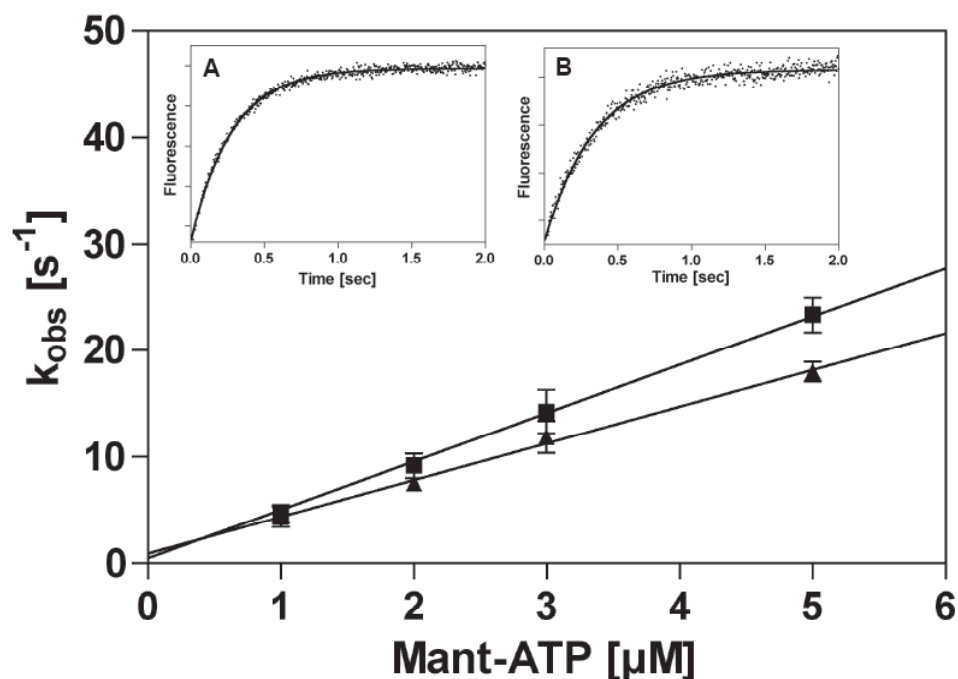 50
40
30
20
10
0
k_obs [s^-1]
0 1 2 3 4 5 6
Mant-ATP [µM]
A
Fluorescence
0.0 0.5 1.0 1.5 2.0
Time [sec]
B
Fluorescence
0.0 0.5 1.0 1.5 2.0
Time [sec]